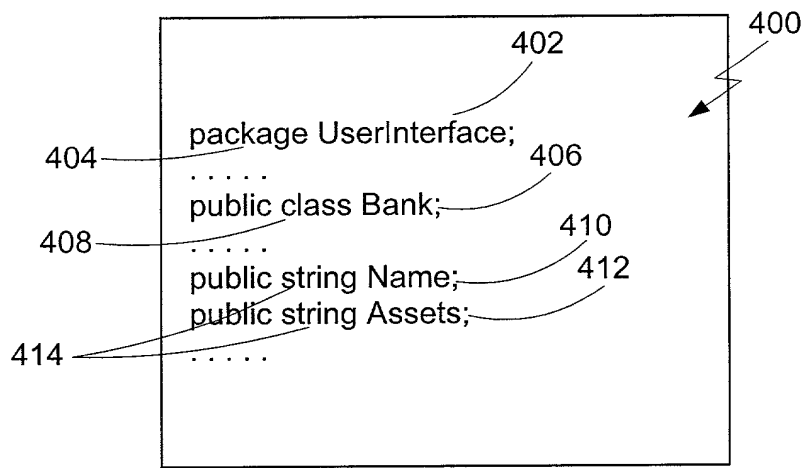 400
402
package UserInterface;
404
. . . . .
406
public class Bank;
408
. . . . .
410
public string Name;
412
public string Assets;
414
. . . . .